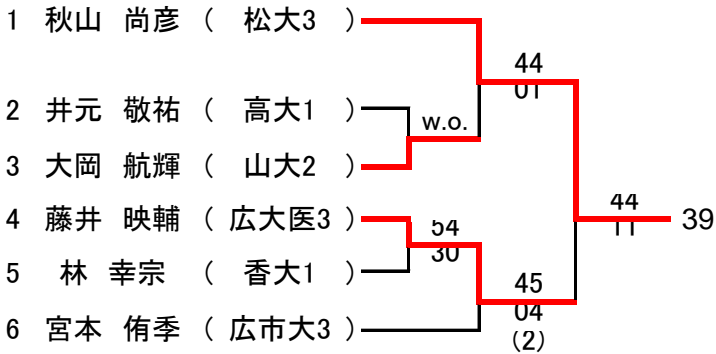 1 秋山 尚彦 ( 松大3 )
44
01
2 井元 敬祐 ( 高大1 )
w.o.
3 大岡 航輝 ( 山大2 )
44
11
39
4 藤井 映輔 ( 広大医3 )
54
30
5 林 幸宗 ( 香大1 )
45
04
(2)
6 宮本 侑季 ( 広市大3 )